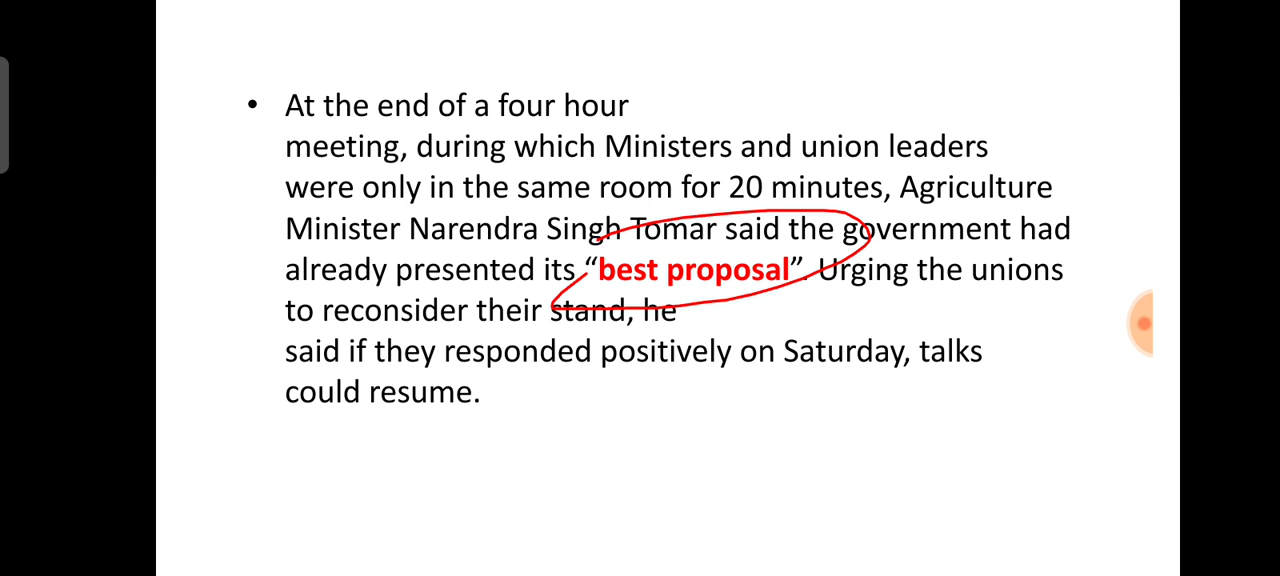 • At the end of a four hour
meeting, during which Ministers and union leaders
were only in the same room for 20 minutes, Agriculture
Minister Narendra Singh Tomar said the government had
already presented its “best proposal”. Urging the unions
to reconsider their stand, he
said if they responded positively on Saturday, talks
could resume.